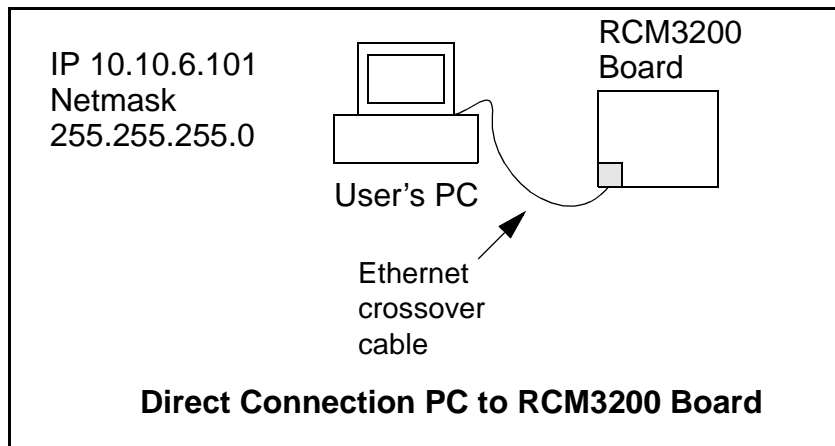 IP 10.10.6.101
Netmask
255.255.255.0
RCM3200
Board
User’s PC
Ethernet
crossover
cable
Direct Connection PC to RCM3200 Board